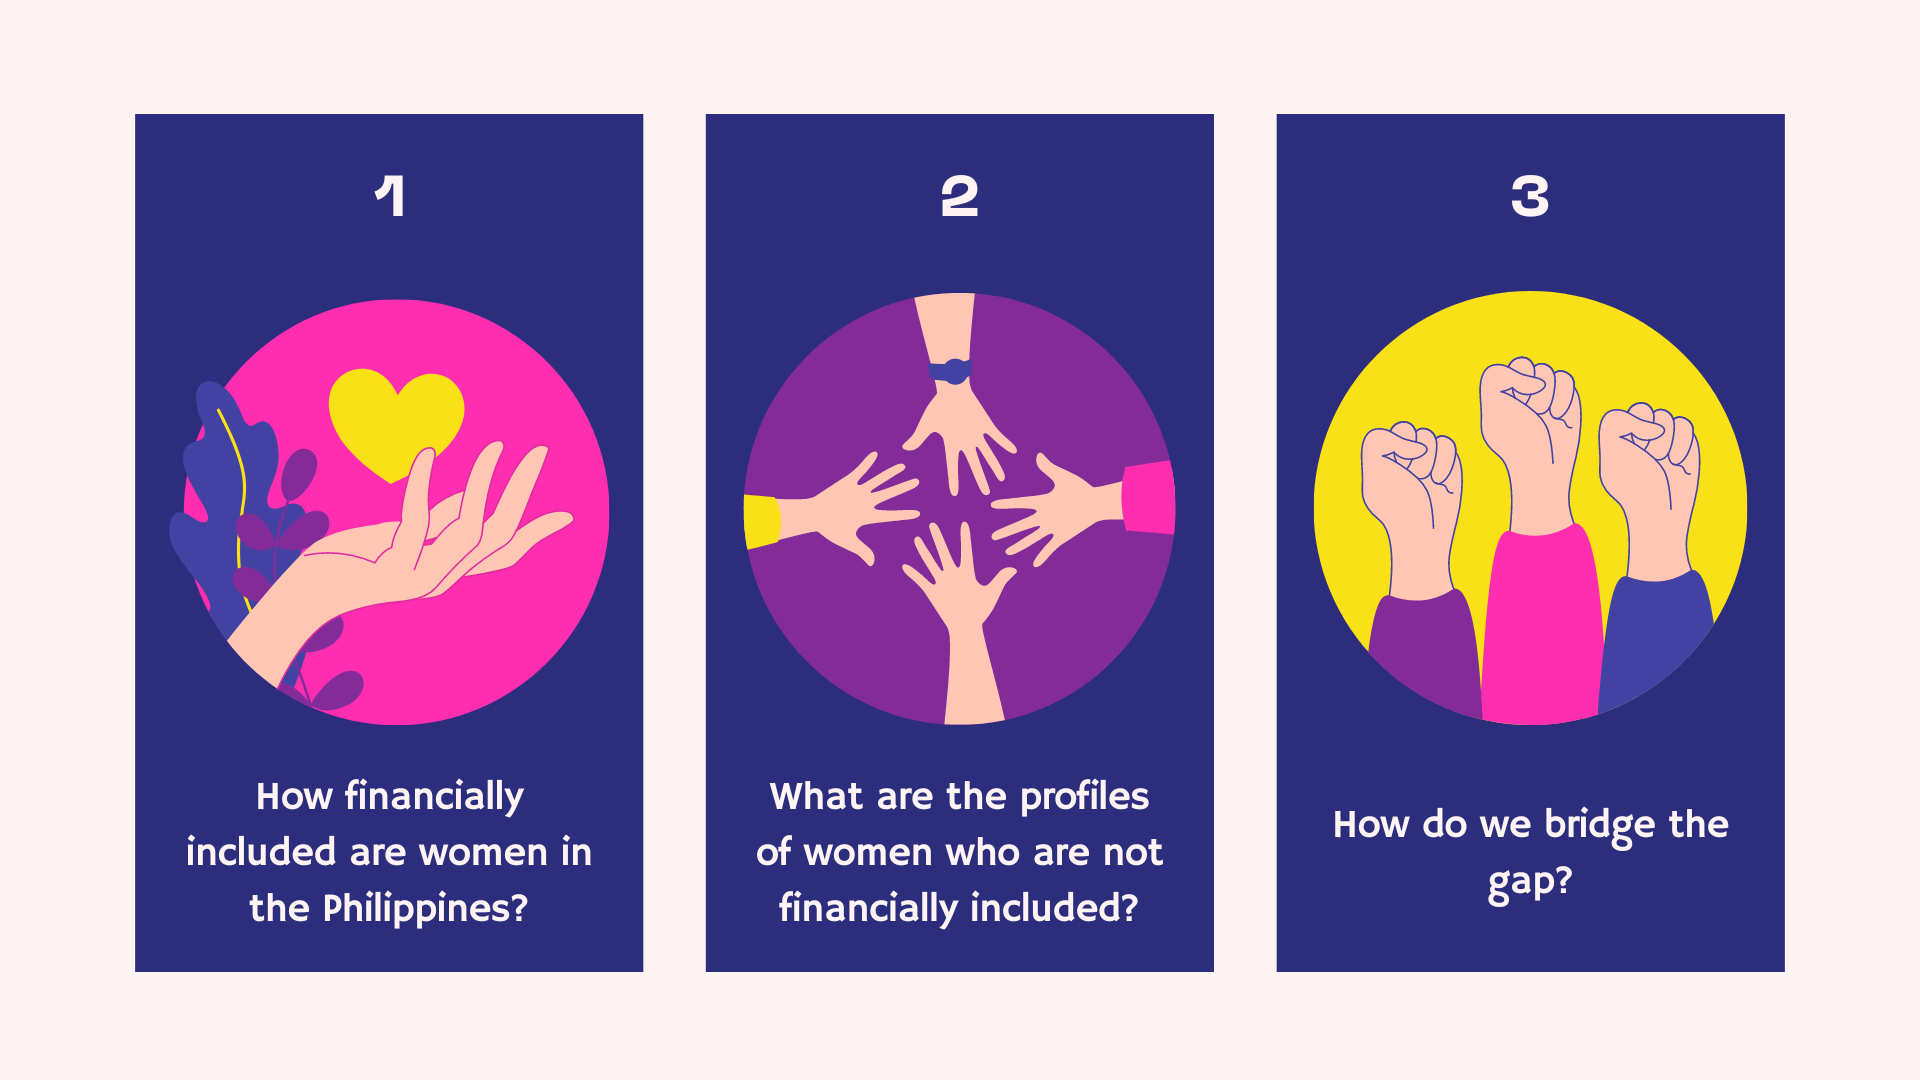 1
How financially
included are women in
the Philippines?
2
What are the profiles
of women who are not
financially included?
3
How do we bridge the
gap?